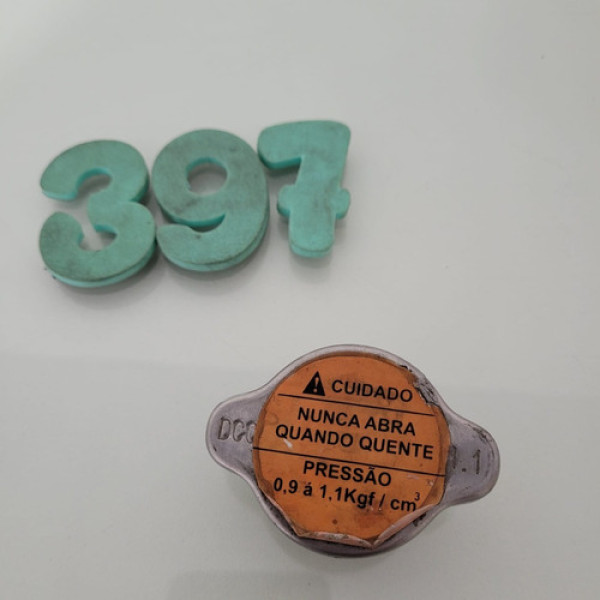 397
CUIDADO
NUNCA ABRA
QUANDO QUENTE
PRESSÃO
0,9 á 1,1Kgf / cm³